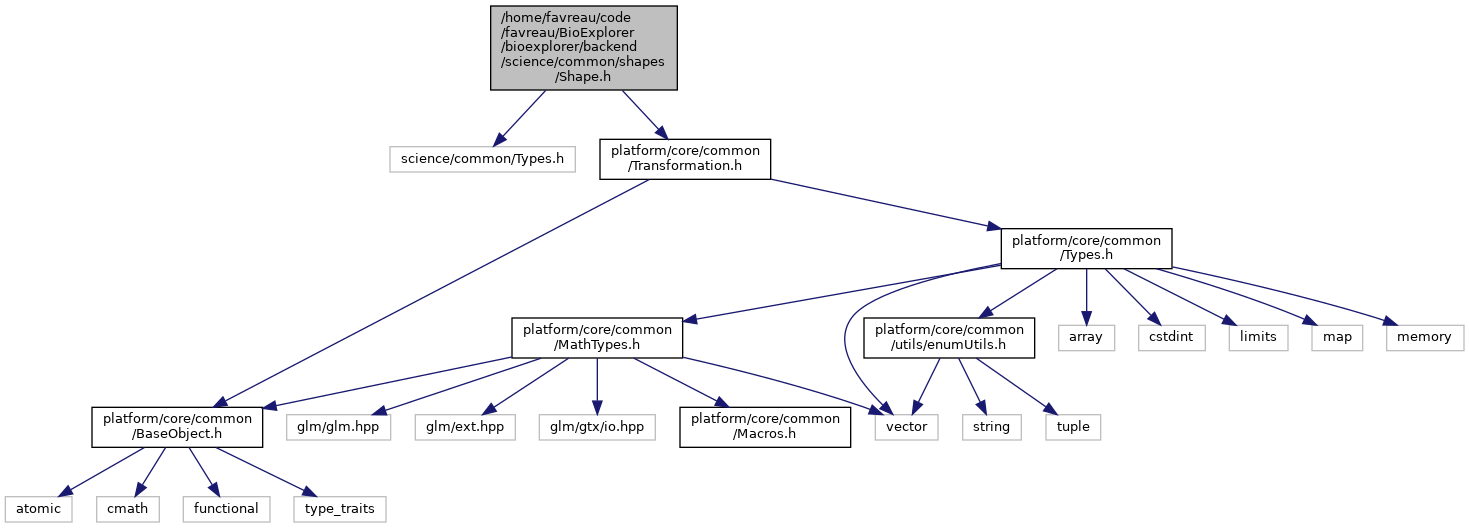 /home/favreau/code
/favreau/BioExplorer
/bioexplorer/backend
/science/common/shapes
/Shape.h
science/common/Types.h
platform/core/common
/Transformation.h
platform/core/common
/Types.h
platform/core/common
/MathTypes.h
platform/core/common
/utils/enumUtils.h
array
cstdint
limits
map
memory
platform/core/common
/BaseObject.h
glm/glm.hpp
glm/ext.hpp
glm/gtx/io.hpp
platform/core/common
/Macros.h
vector
string
tuple
atomic
cmath
functional
type_traits